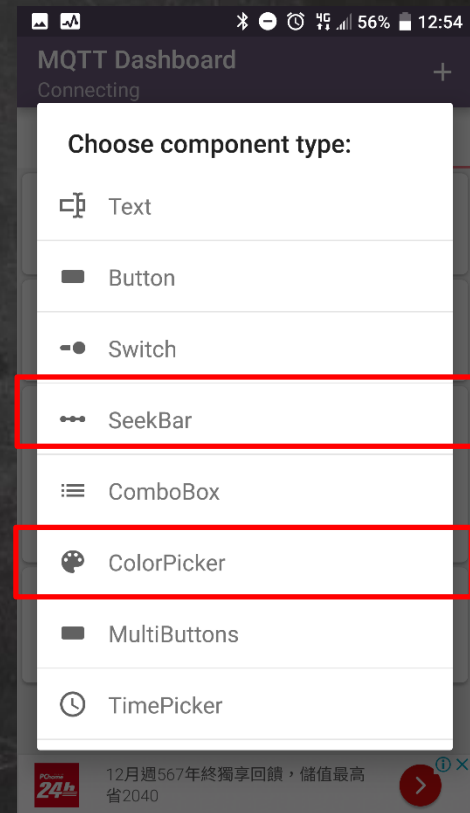 4G 56% 12:54
MQTT Dashboard
Connecting
Choose component type:
Text
Button
Switch
SeekBar
ComboBox
ColorPicker
MultiButtons
TimePicker
PChome
24h
12月週567年終獨享回饋，儲值最高
省2040